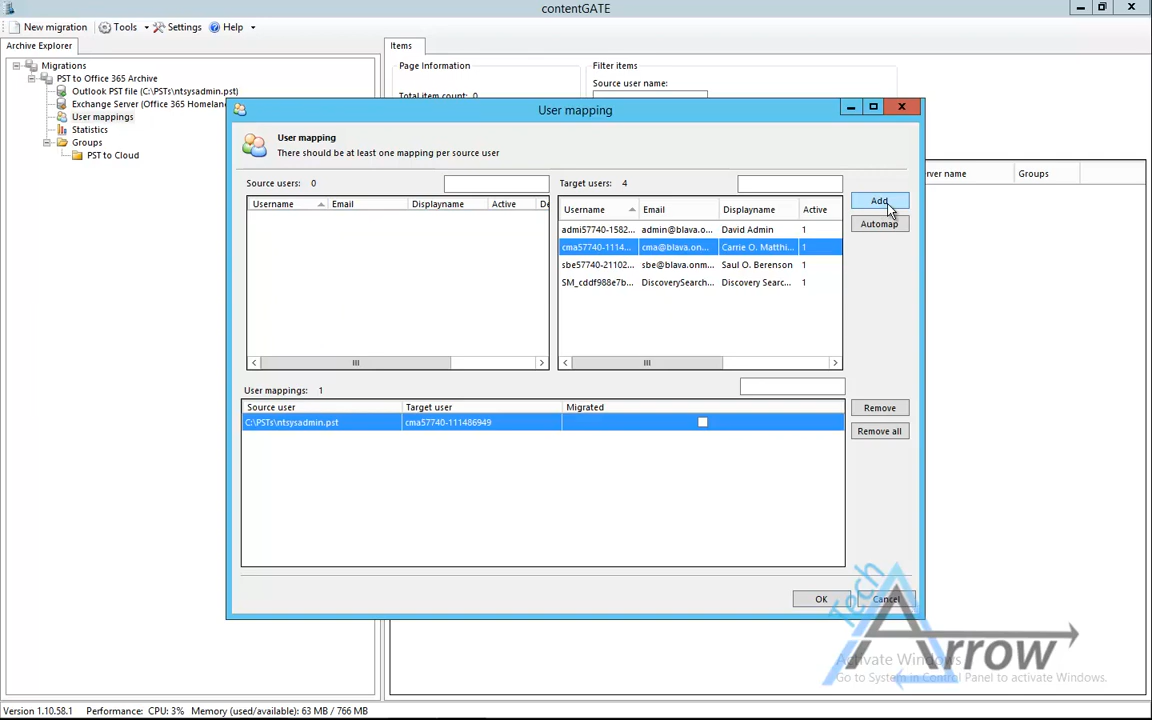 contentGATE
New migration Tools Settings Help
Archive Explorer
Items
Migrations
PST to Office 365 Archive
Outlook PST file (C:\PSTs\ntsysadmin.pst)
Exchange Server (Office 365 Homelan
User mappings
Statistics
Groups
PST to Cloud
Page Information
Total item count: 0
Filter items
Source user name:
rver name Groups
User mapping
User mapping
There should be at least one mapping per source user
Source users: 0
Target users: 4
Username Email Displayname Active De
Username Email Displayname Active
admi57740-1582... admin@blava.o... David Admin 1
cma57740-1114... cma@blava.on... Carrie O. Matthi... 1
sbe57740-21102... sbe@blava.onm... Saul O. Berenson 1
SM_cddf988e7b... DiscoverySearch... Discovery Searc... 1
Add
Automap
User mappings: 1
Source user Target user Migrated
C:\PSTs\ntsysadmin.pst cma57740-111486949
Remove
Remove all
OK Cancel
Tech
Arrow
Activate Windows
Go to System in Control Panel to activate Windows.
Version 1.10.58.1 Performance: CPU: 3% Memory (used/available): 63 MB / 766 MB